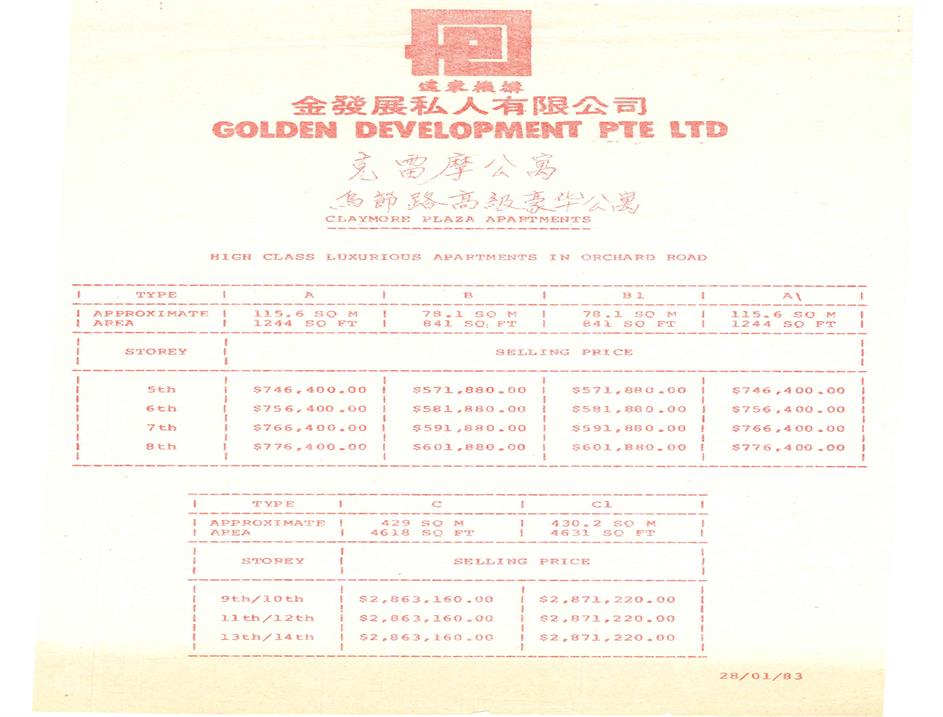 遠東機構
金發展私人有限公司
GOLDEN DEVELOPMENT PTE LTD
克雷摩公寓
烏節路高級豪华公寓
CLAYMORE PLAZA APARTMENTS
HIGH CLASS LUXURIOUS APARTMENTS IN ORCHARD ROAD
TYPE | A | B | B1 | A\
APPROXIMATE | 115.6 SQ M | 78.1 SQ M | 78.1 SQ M | 115.6 SQ M
AREA | 1244 SQ FT | 841 SQ FT | 841 SQ FT | 1244 SQ FT
STOREY | SELLING PRICE
5th | $746,400.00 | $571,880.00 | $571,880.00 | $746,400.00
6th | $756,400.00 | $581,880.00 | $581,880.00 | $756,400.00
7th | $766,400.00 | $591,880.00 | $591,880.00 | $766,400.00
8th | $776,400.00 | $601,880.00 | $601,880.00 | $776,400.00
TYPE | C | C1
APPROXIMATE | 429 SQ M | 430.2 SQ M
AREA | 4618 SQ FT | 4631 SQ FT
STOREY | SELLING PRICE
9th/10th | $2,863,160.00 | $2,871,220.00
11th/12th | $2,863,160.00 | $2,871,220.00
13th/14th | $2,863,160.00 | $2,871,220.00
28/01/83